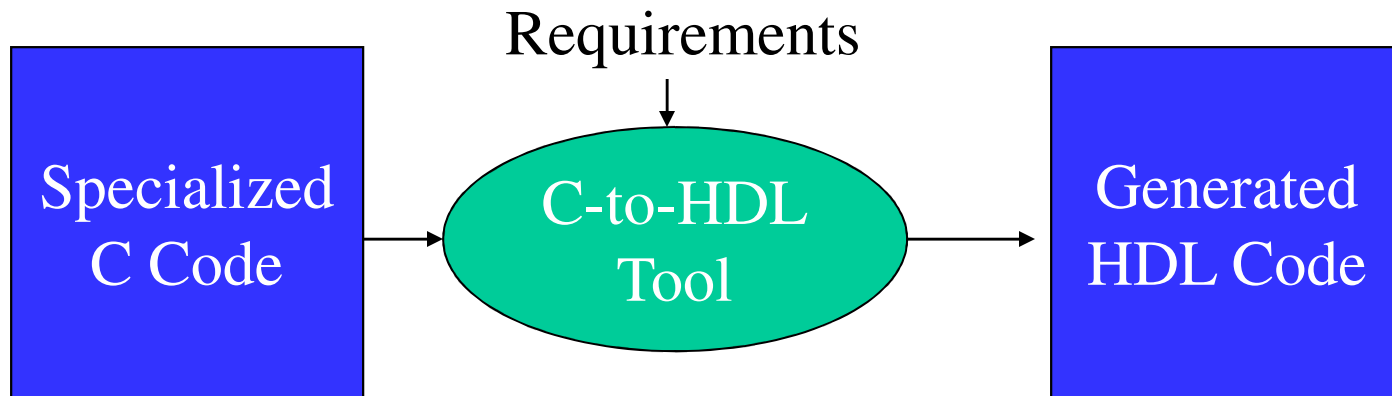 Requirements
Specialized
C Code
C-to-HDL
Tool
Generated
HDL Code